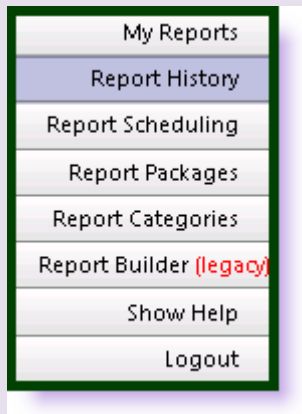 My Reports
Report History
Report Scheduling
Report Packages
Report Categories
Report Builder (legacy)
Show Help
Logout